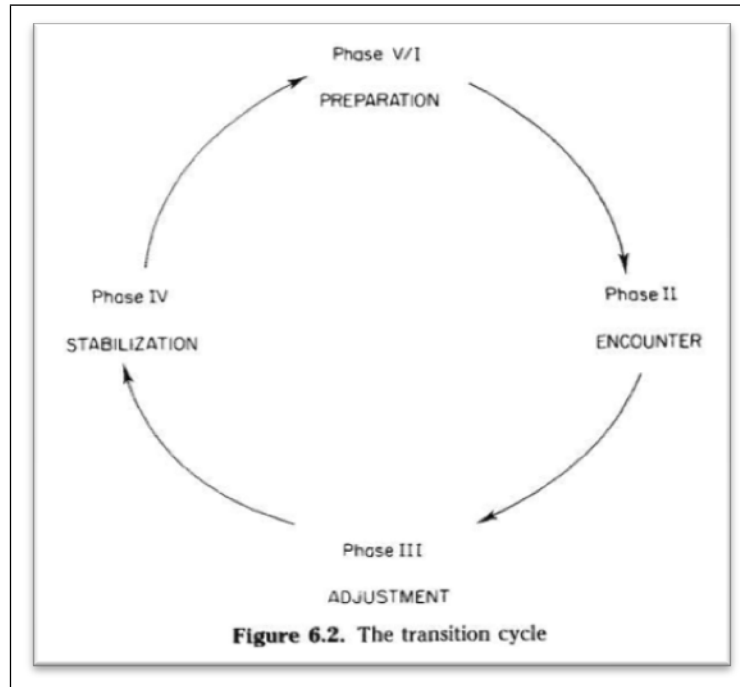 Phase V/I
PREPARATION
Phase II
ENCOUNTER
Phase III
ADJUSTMENT
Phase IV
STABILIZATION
Figure 6.2. The transition cycle